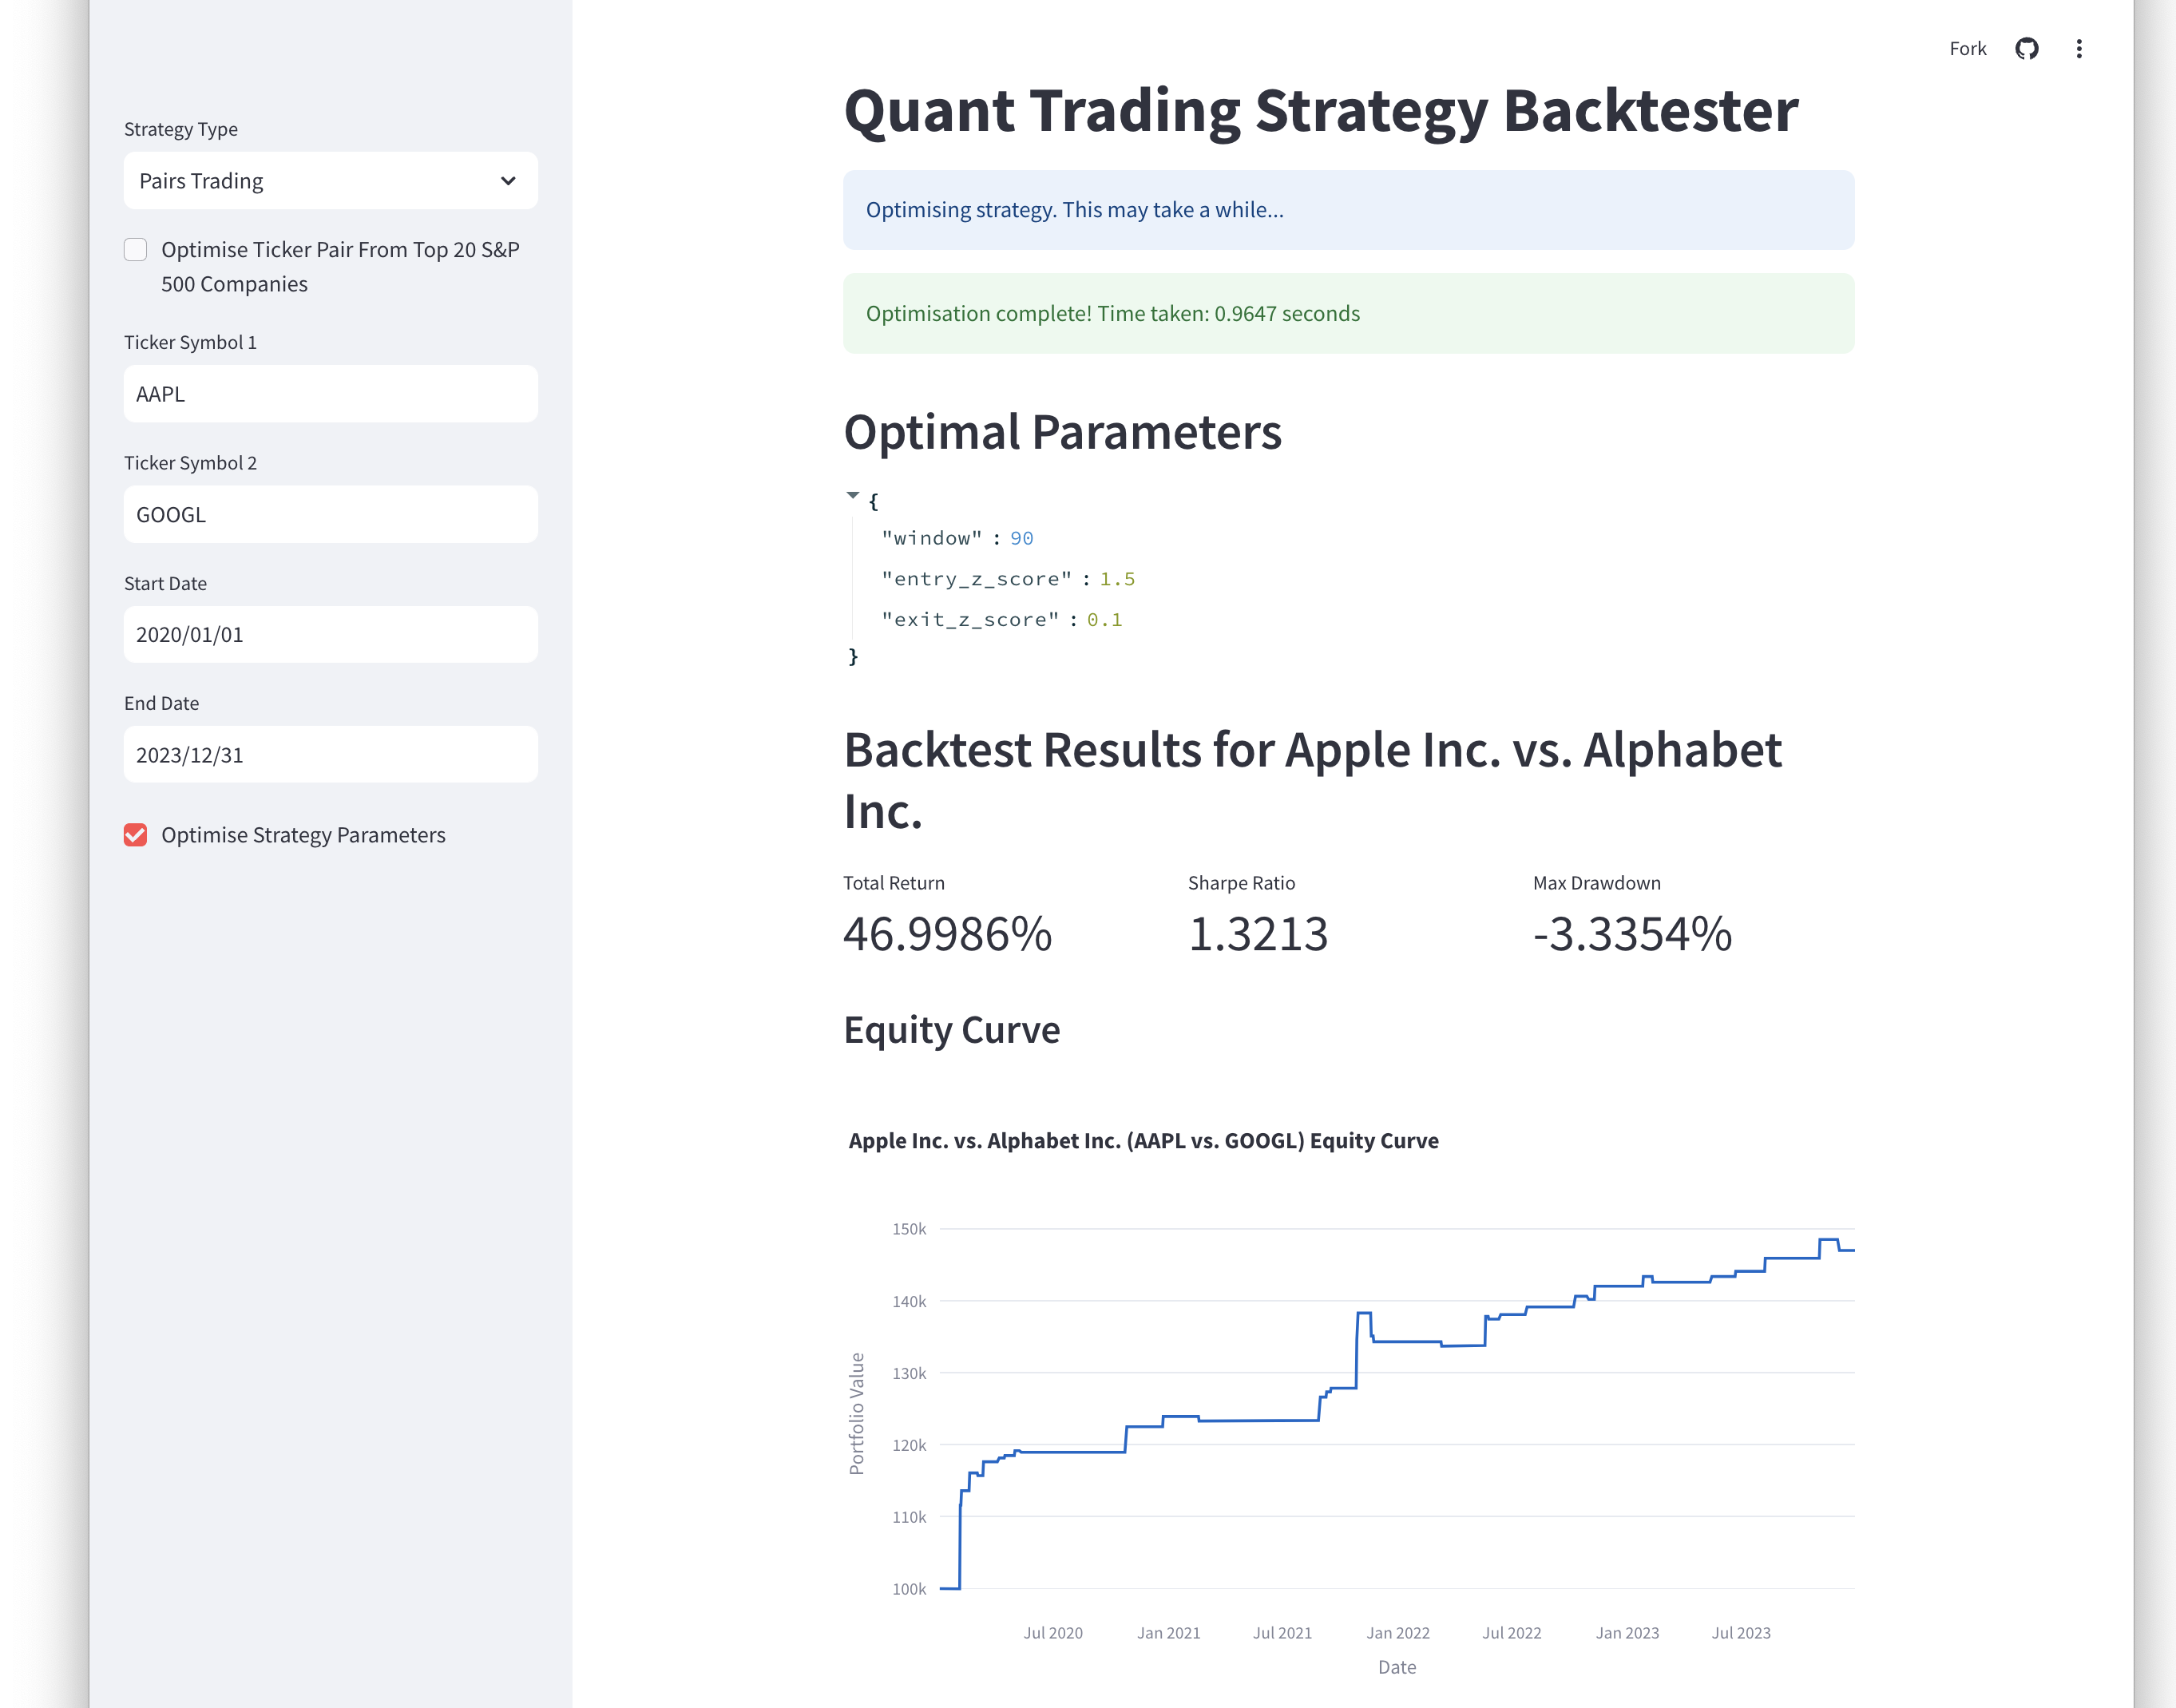 Fork
Strategy Type
Pairs Trading
Optimise Ticker Pair From Top 20 S&P
500 Companies
Ticker Symbol 1
AAPL
Ticker Symbol 2
GOOGL
Start Date
2020/01/01
End Date
2023/12/31
Optimise Strategy Parameters
Quant Trading Strategy Backtester
Optimising strategy. This may take a while...
Optimisation complete! Time taken: 0.9647 seconds
Optimal Parameters
{
"window" : 90
"entry_z_score" : 1.5
"exit_z_score" : 0.1
}
Backtest Results for Apple Inc. vs. Alphabet
Inc.
Total Return
46.9986%
Sharpe Ratio
1.3213
Max Drawdown
-3.3354%
Equity Curve
Apple Inc. vs. Alphabet Inc. (AAPL vs. GOOGL) Equity Curve
Portfolio Value
150k
140k
130k
120k
110k
100k
Jul 2020
Jan 2021
Jul 2021
Jan 2022
Jul 2022
Jan 2023
Jul 2023
Date